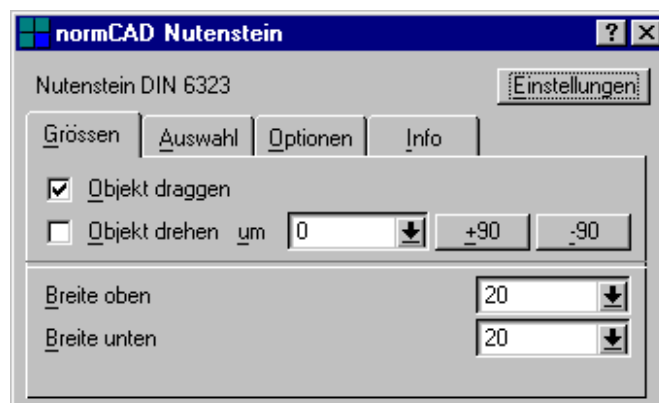 normCAD Nutenstein
Nutenstein DIN 6323 Einstellungen
Grössen Auswahl Optionen Info
Objekt draggen
Objekt drehen um 0 +90 -90
Breite oben 20
Breite unten 20